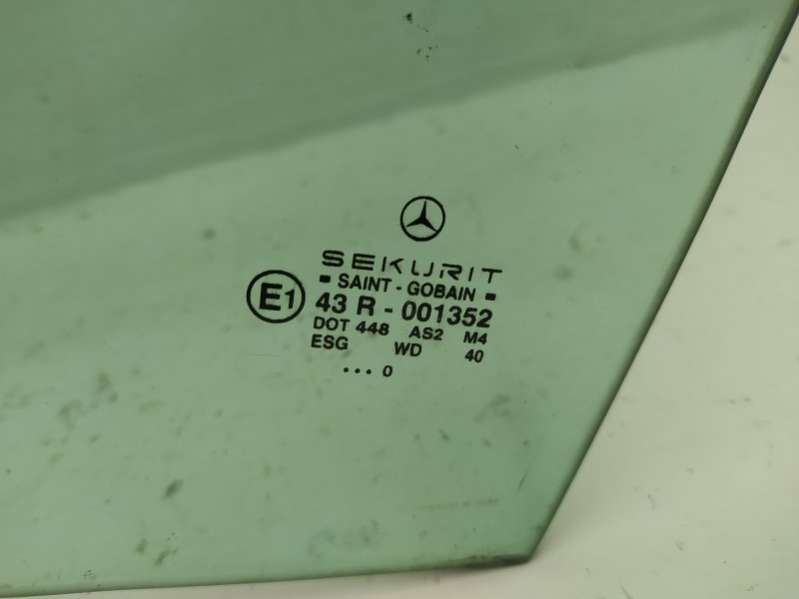 SEKURIT
SAINT - GOBAIN
E1 43 R - 001352
DOT 448 AS2 M4
ESG WD 40
... 0